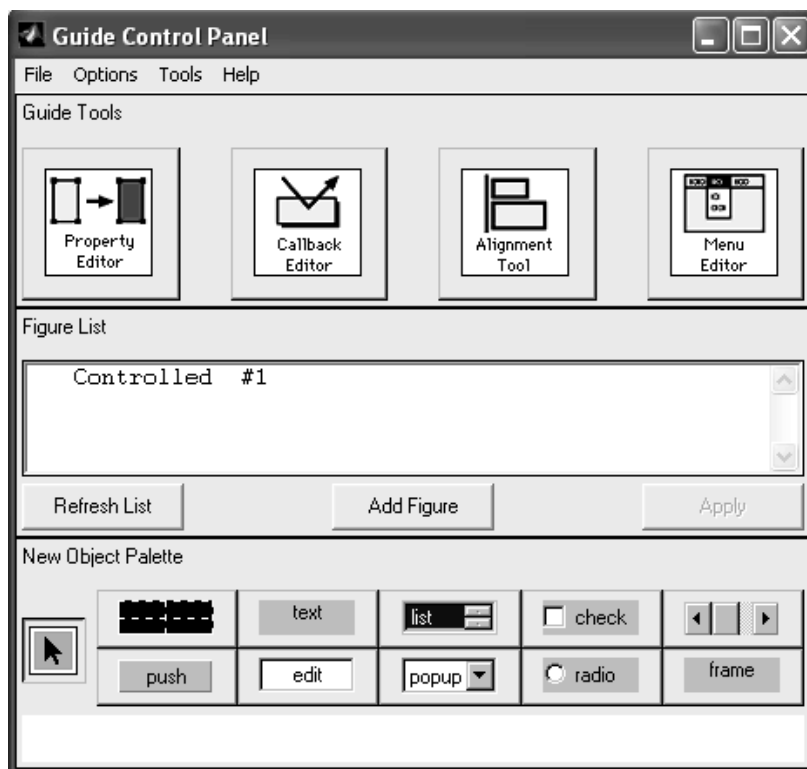 Guide Control Panel
File Options Tools Help
Guide Tools
Property Editor
Callback Editor
Alignment Tool
Menu Editor
Figure List
Controlled #1
Refresh List Add Figure Apply
New Object Palette
text list check
push edit popup radio frame